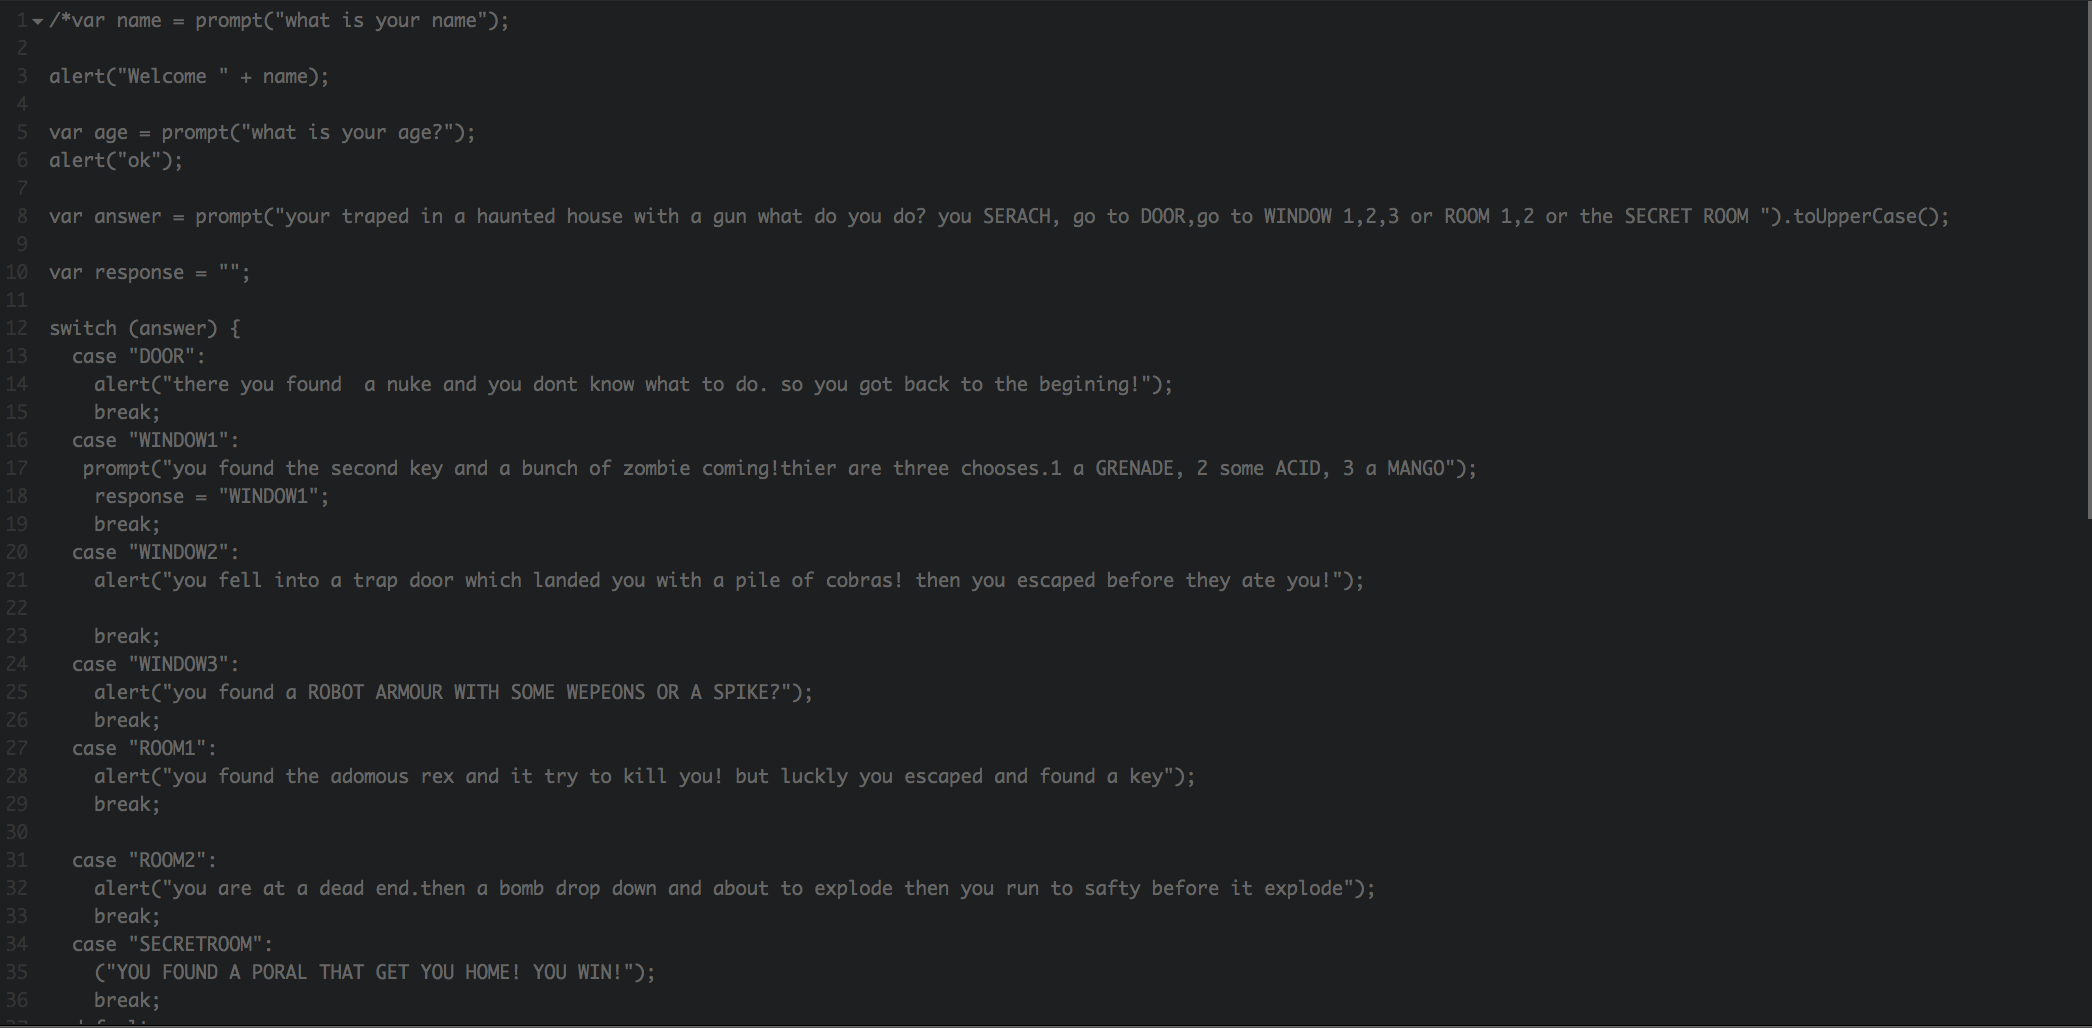 1 /*var name = prompt("what is your name");
2
3 alert("Welcome " + name);
4
5 var age = prompt("what is your age?");
6 alert("ok");
7
8 var answer = prompt("your traped in a haunted house with a gun what do you do? you SERACH, go to DOOR,go to WINDOW 1,2,3 or ROOM 1,2 or the SECRET ROOM ").toUpperCase();
9
10 var response = "";
11
12 switch (answer) {
13   case "DOOR":
14     alert("there you found  a nuke and you dont know what to do. so you got back to the begining!");
15     break;
16   case "WINDOW1":
17    prompt("you found the second key and a bunch of zombie coming!thier are three chooses.1 a GRENADE, 2 some ACID, 3 a MANGO");
18     response = "WINDOW1";
19     break;
20   case "WINDOW2":
21     alert("you fell into a trap door which landed you with a pile of cobras! then you escaped before they ate you!");
22
23     break;
24   case "WINDOW3":
25     alert("you found a ROBOT ARMOUR WITH SOME WEPEONS OR A SPIKE?");
26     break;
27   case "ROOM1":
28     alert("you found the adomous rex and it try to kill you! but luckly you escaped and found a key");
29     break;
30
31   case "ROOM2":
32     alert("you are at a dead end.then a bomb drop down and about to explode then you run to safty before it explode");
33     break;
34   case "SECRETROOM":
35     ("YOU FOUND A PORAL THAT GET YOU HOME! YOU WIN!");
36     break;